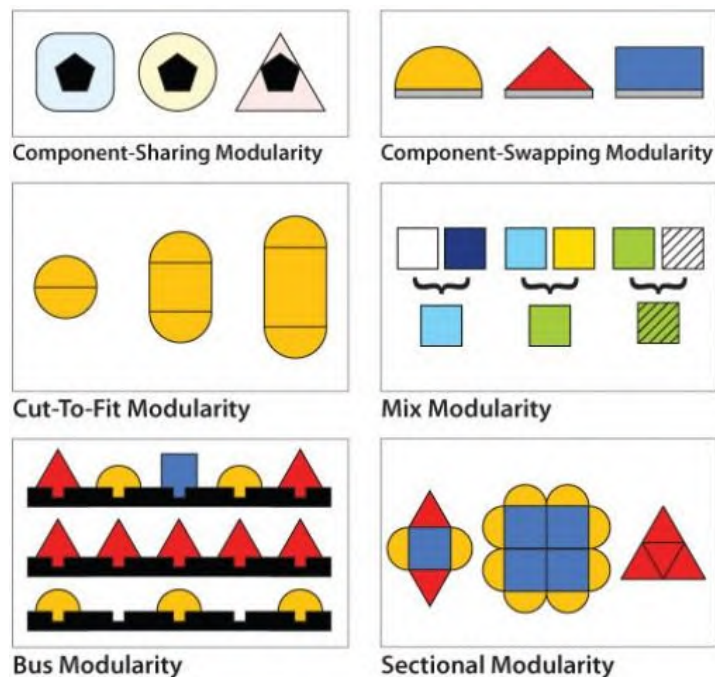 Component-Sharing Modularity
Component-Swapping Modularity
Cut-To-Fit Modularity
Mix Modularity
Bus Modularity
Sectional Modularity